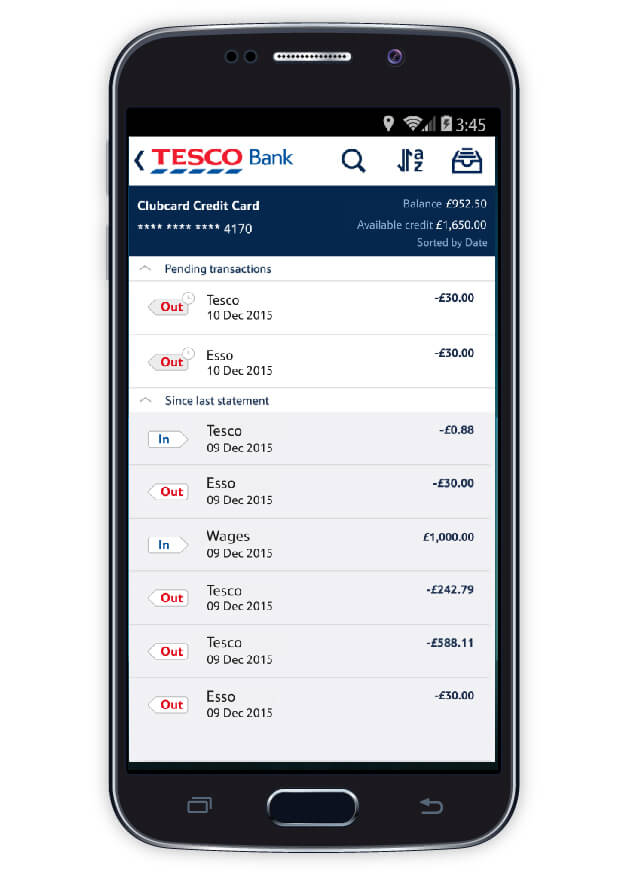 3:45
TESCO Bank
a
z
Clubcard Credit Card
Balance £952.50
**** **** **** 4170
Available credit £1,650.00
Sorted by Date
Pending transactions
Out
Tesco
-£30.00
10 Dec 2015
Out
Esso
-£30.00
10 Dec 2015
Since last statement
In
Tesco
-£0.88
09 Dec 2015
Out
Esso
-£30.00
09 Dec 2015
In
Wages
£1,000.00
09 Dec 2015
Out
Tesco
-£242.79
09 Dec 2015
Out
Tesco
-£588.11
09 Dec 2015
Out
Esso
-£30.00
09 Dec 2015